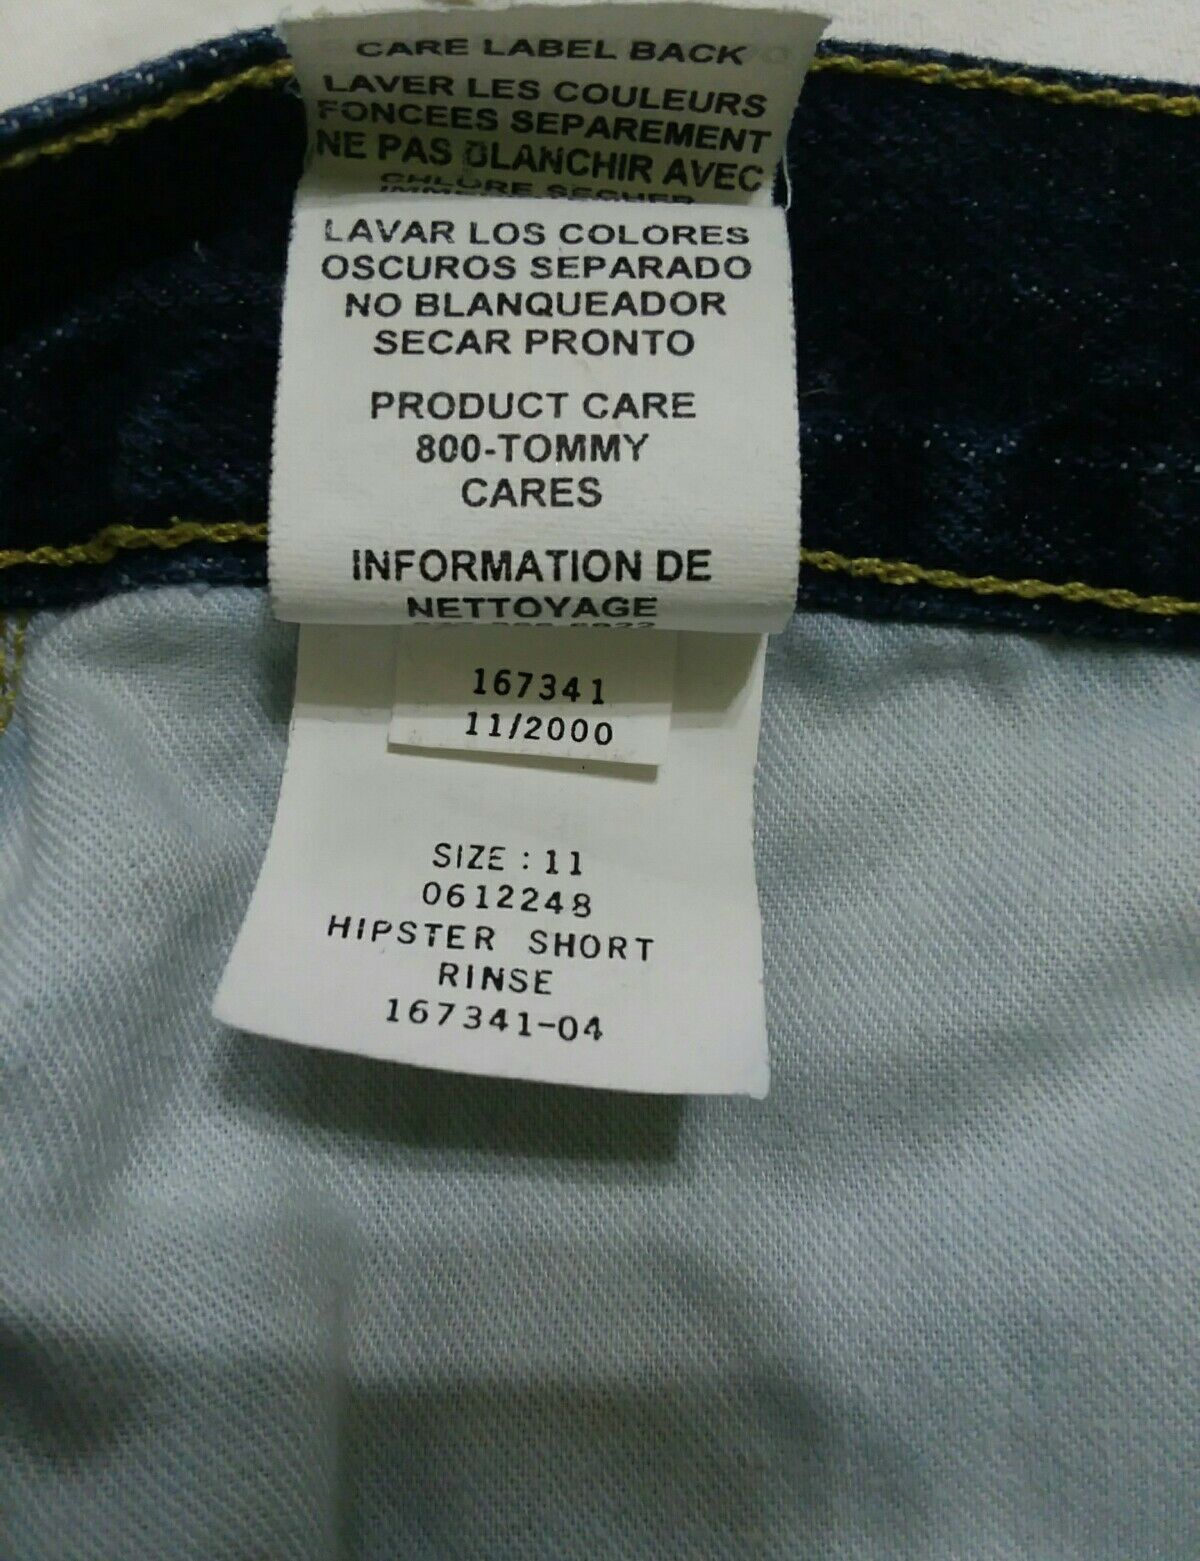 CARE LABEL BACK
LAVER LES COULEURS
FONCEES SEPAREMENT
NE PAS BLANCHIR AVEC
CHLORE SECHER
LAVAR LOS COLORES
OSCUROS SEPARADO
NO BLANQUEADOR
SECAR PRONTO
PRODUCT CARE
800-TOMMY
CARES
INFORMATION DE
NETTOYAGE
167341
11/2000
SIZE : 11
0612248
HIPSTER SHORT
RINSE
167341-04